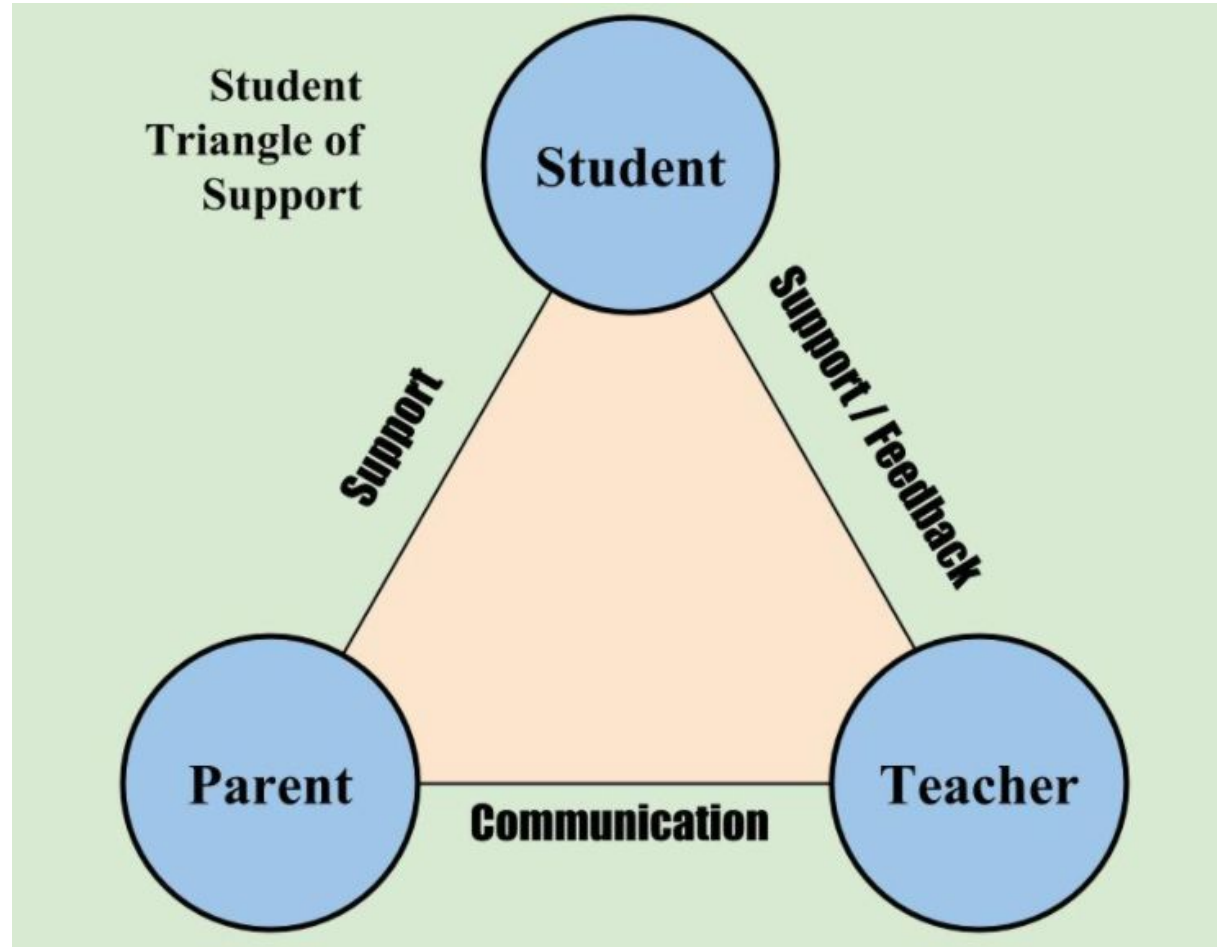 Student
Triangle of
Support
Student
Support
Support / Feedback
Parent
Teacher
Communication